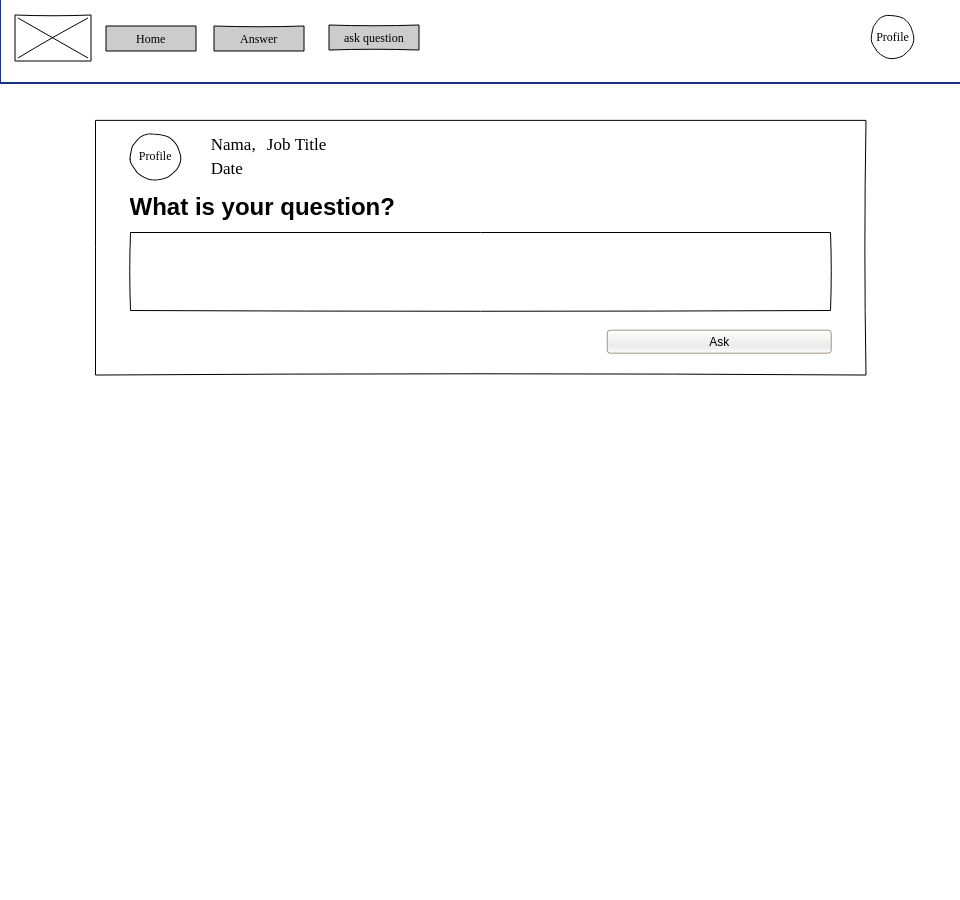 Home Answer ask question Profile
Profile Nama, Job Title
Date
What is your question?
Ask